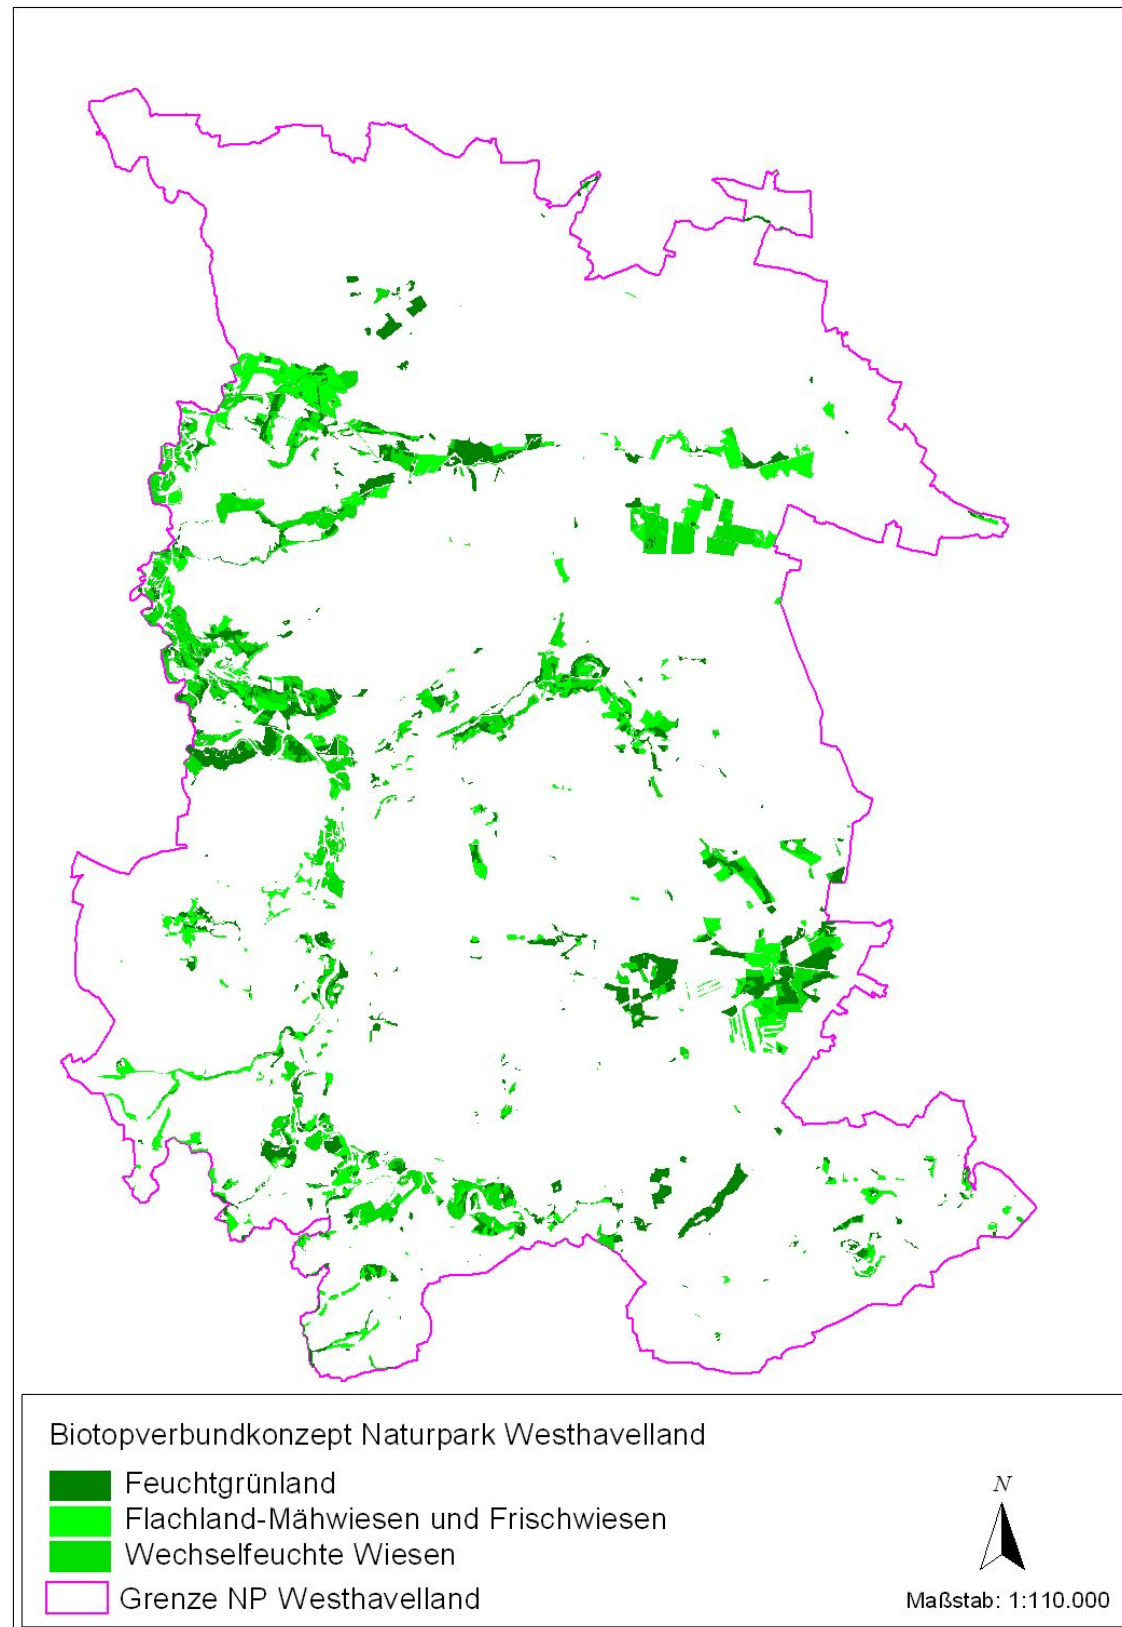 Biotopverbundkonzept Naturpark Westhavelland
Feuchtgrünland
Flachland-Mähwiesen und Frischwiesen
Wechselfeuchte Wiesen
Grenze NP Westhavelland
N
Maßstab: 1:110.000